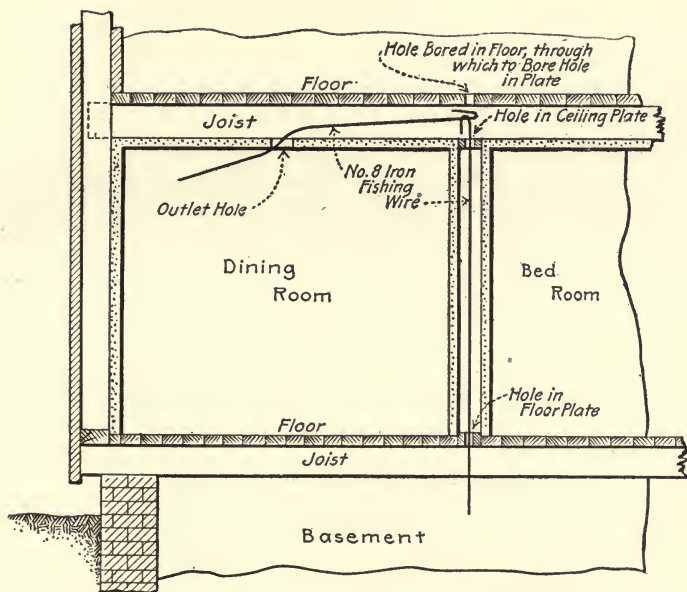 Hole Bored in Floor, through
which to Bore Hole
in Plate
Floor
Joist
Hole in Ceiling Plate
No. 8 Iron
Fishing
Wire
Outlet Hole
Dining
Room
Bed
Room
Hole in
Floor Plate
Floor
Joist
Basement